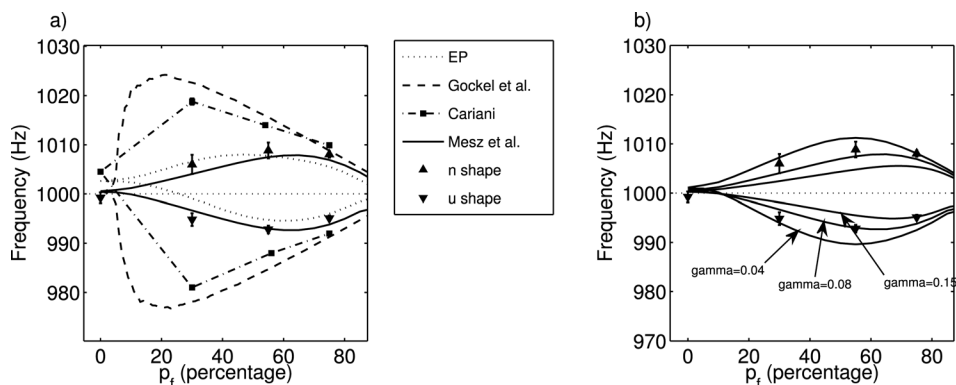 a)
1030
1020
1010
1000
990
980
Frequency (Hz)
0 20 40 60 80
p_f (percentage)
EP
Gockel et al.
Cariani
Mesz et al.
n shape
u shape
b)
1030
1020
1010
1000
990
980
970
Frequency (Hz)
gamma=0.04
gamma=0.08
gamma=0.15
0 20 40 60 80
p_f (percentage)